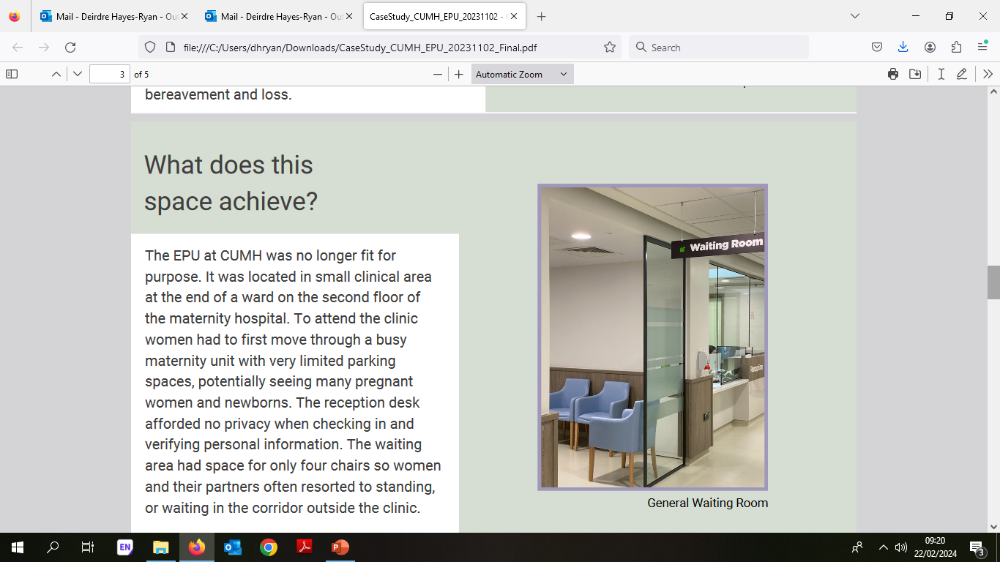 Mail - Deirdre Hayes-Ryan - Ou
Mail - Deirdre Hayes-Ryan - Ou
CaseStudy_CUMH_EPU_20231102 -
file:///C:/Users/dhryan/Downloads/CaseStudy_CUMH_EPU_20231102_Final.pdf
Search
3 of 5
Automatic Zoom
bereavement and loss.
What does this
space achieve?
The EPU at CUMH was no longer fit for
purpose. It was located in small clinical area
at the end of a ward on the second floor of
the maternity hospital. To attend the clinic
women had to first move through a busy
maternity unit with very limited parking
spaces, potentially seeing many pregnant
women and newborns. The reception desk
afforded no privacy when checking in and
verifying personal information. The waiting
area had space for only four chairs so women
and their partners often resorted to standing,
or waiting in the corridor outside the clinic.
Waiting Room
Reception
General Waiting Room
EN
09:20
22/02/2024
3